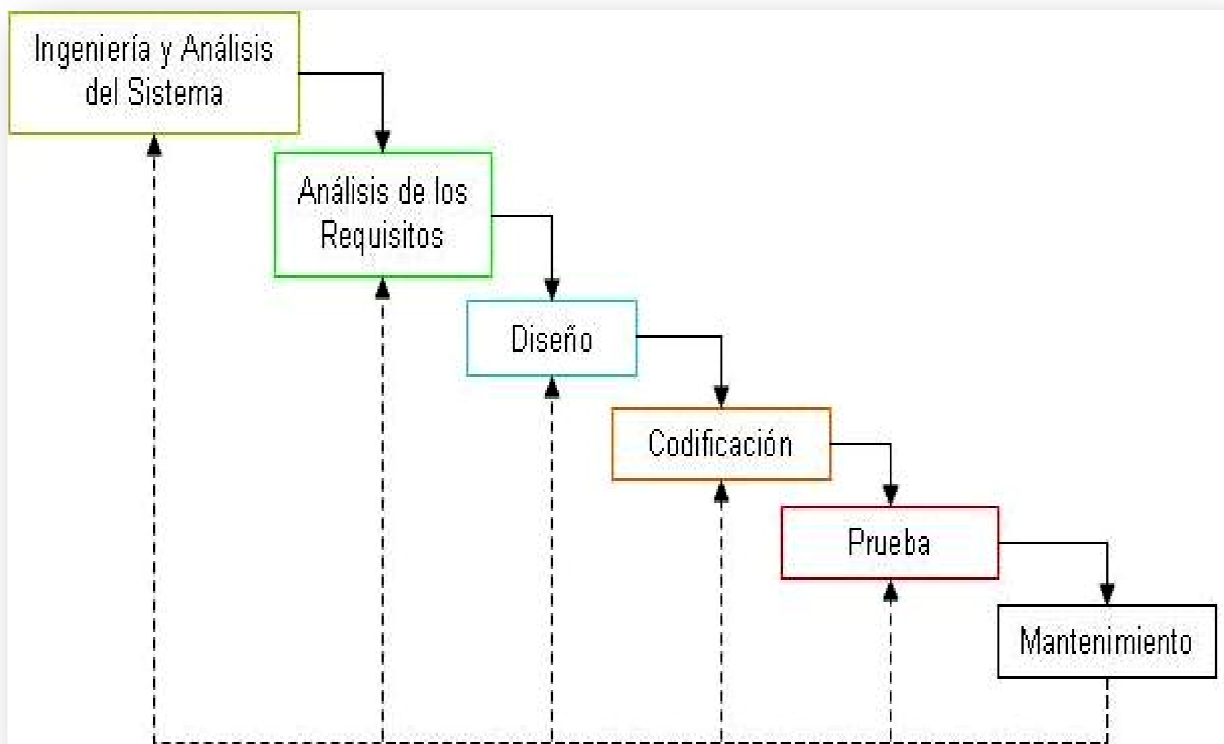 Ingeniería y Análisis
del Sistema
Análisis de los
Requisitos
Diseño
Codificación
Prueba
Mantenimiento